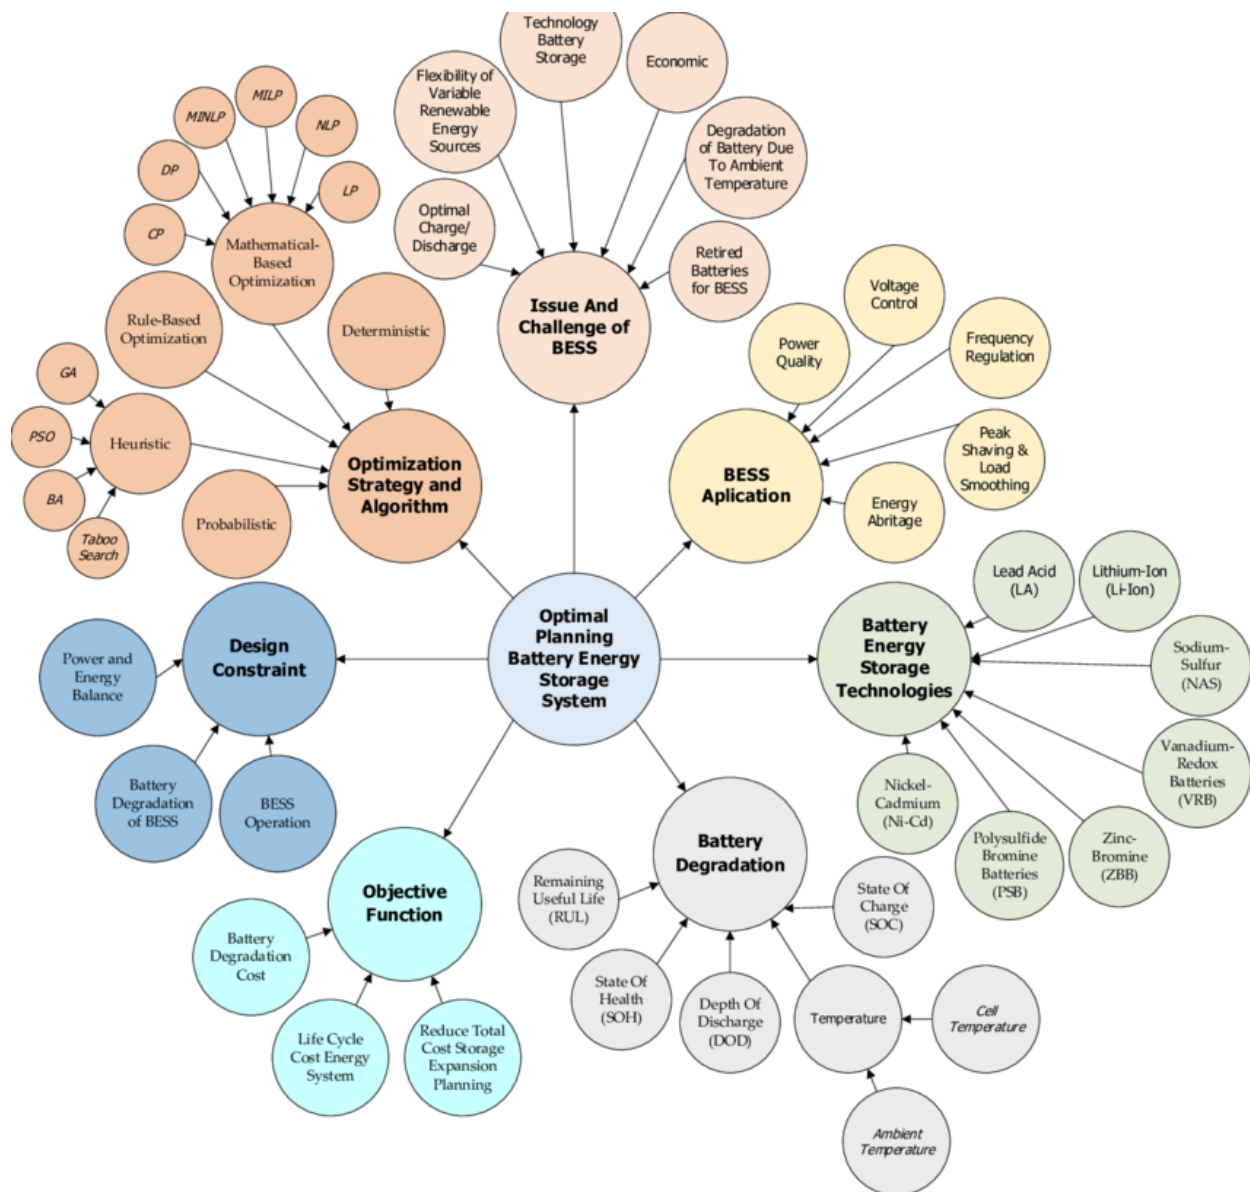 Technology
Battery
Storage
Economic
Flexibility of
Variable
Renewable
Energy
Sources
Degradation
of Battery Due
To Ambient
Temperature
Optimal
Charge/
Discharge
Retired
Batteries
for BESS
Issue And
Challenge of
BESS
MILP
MINLP
NLP
DP
LP
CP
Mathematical-
Based
Optimization
Rule-Based
Optimization
Deterministic
GA
PSO
Heuristic
BA
Taboo
Search
Probabilistic
Optimization
Strategy and
Algorithm
Voltage
Control
Power
Quality
Frequency
Regulation
Peak
Shaving &
Load
Smoothing
Energy
Abritage
BESS
Aplication
Optimal
Planning
Battery Energy
Storage
System
Design
Constraint
Power and
Energy
Balance
Battery
Degradation
of BESS
BESS
Operation
Battery
Energy
Storage
Technologies
Lead Acid
(LA)
Lithium-Ion
(Li-Ion)
Sodium-
Sulfur
(NAS)
Vanadium-
Redox
Batteries
(VRB)
Zinc-
Bromine
(ZBB)
Polysulfide
Bromine
Batteries
(PSB)
Nickel-
Cadmium
(Ni-Cd)
Objective
Function
Battery
Degradation
Cost
Life Cycle
Cost Energy
System
Reduce Total
Cost Storage
Expansion
Planning
Battery
Degradation
Remaining
Useful Life
(RUL)
State Of
Charge
(SOC)
State Of
Health
(SOH)
Depth Of
Discharge
(DOD)
Temperature
Cell
Temperature
Ambient
Temperature